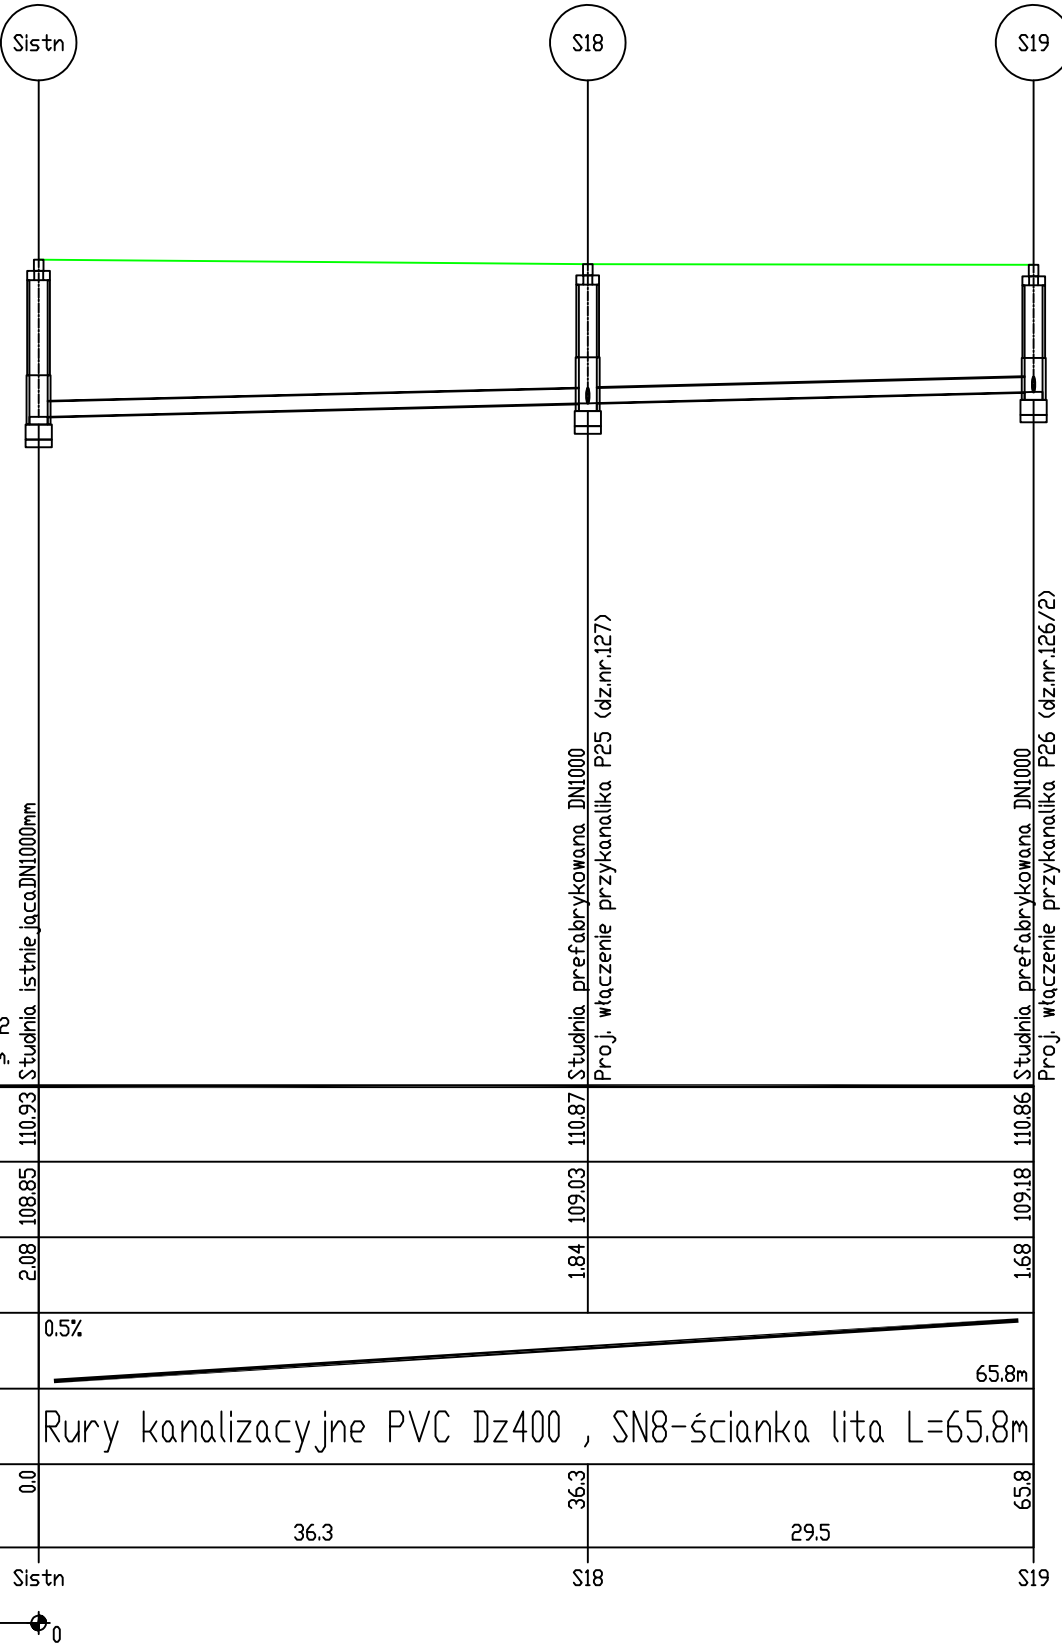 Sistn
S18
S19
Studnia istniejącaDN1000mm
Studnia prefabrykowana DN1000
Proj. włączenie przykanalika P25 (dz.nr.127)
Studnia prefabrykowana DN1000
Proj. włączenie przykanalika P26 (dz.nr.126/2)
110.93
110.87
110.86
108.85
109.03
109.18
2.08
1.84
1.68
0.5%
65.8m
Rury kanalizacyjne PVC Dz400 , SN8-ścianka lita L=65.8m
0.0
36.3
65.8
36.3
29.5
Sistn
S18
S19
0